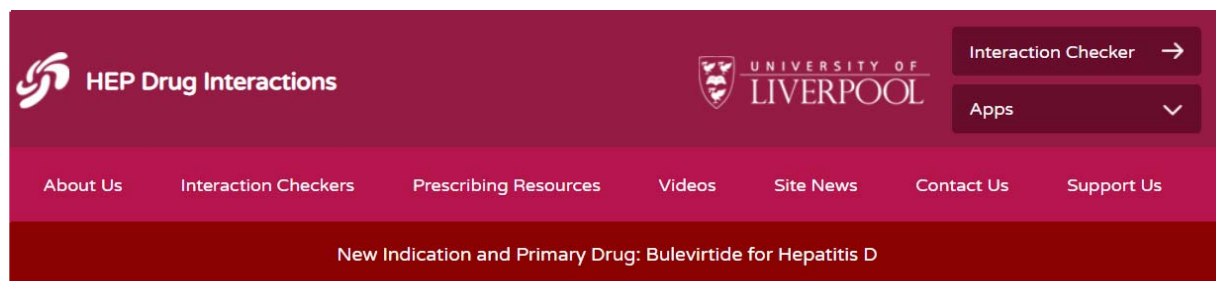 HEP Drug Interactions
UNIVERSITY OF
LIVERPOOL
Interaction Checker
Apps
About Us Interaction Checkers Prescribing Resources Videos Site News Contact Us Support Us
New Indication and Primary Drug: Bulevirtide for Hepatitis D